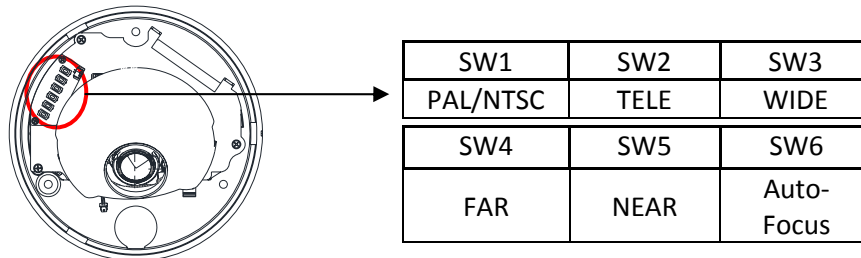 SW1 SW2 SW3
PAL/NTSC TELE WIDE
SW4 SW5 SW6
FAR NEAR Auto-
Focus